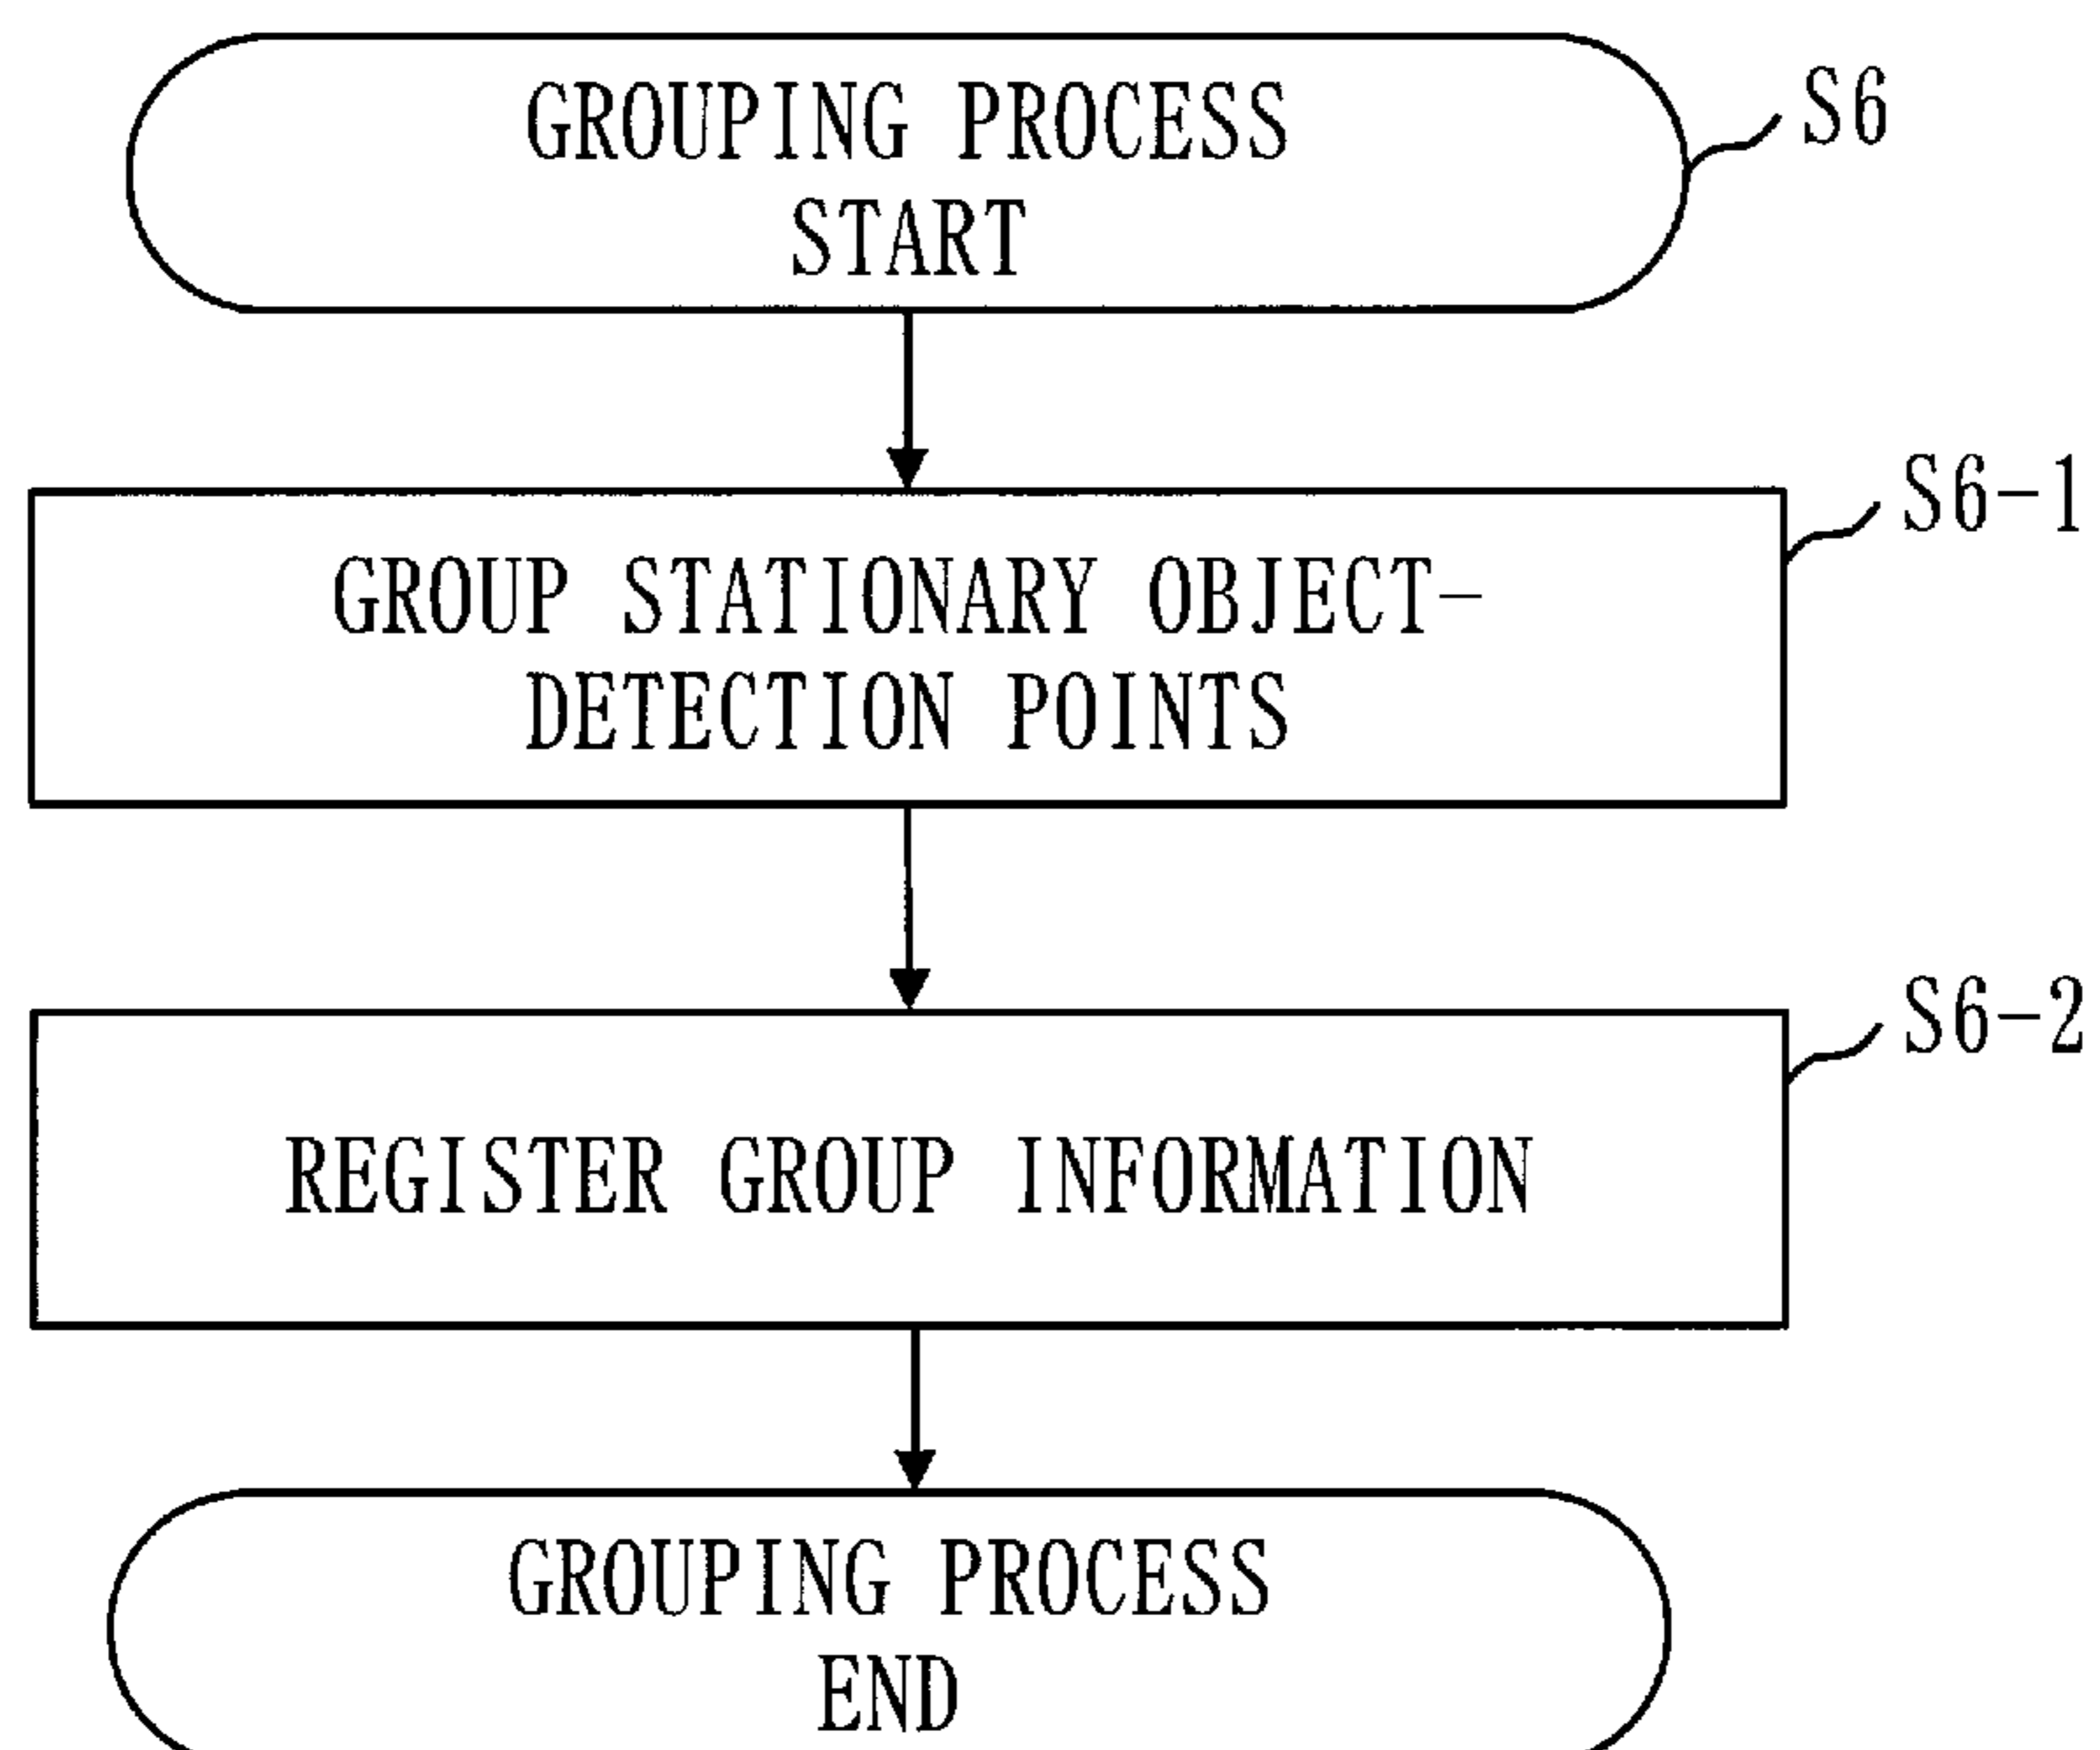 GROUPING PROCESS
START
S6
S6-1
GROUP STATIONARY OBJECT-
DETECTION POINTS
S6-2
REGISTER GROUP INFORMATION
GROUPING PROCESS
END